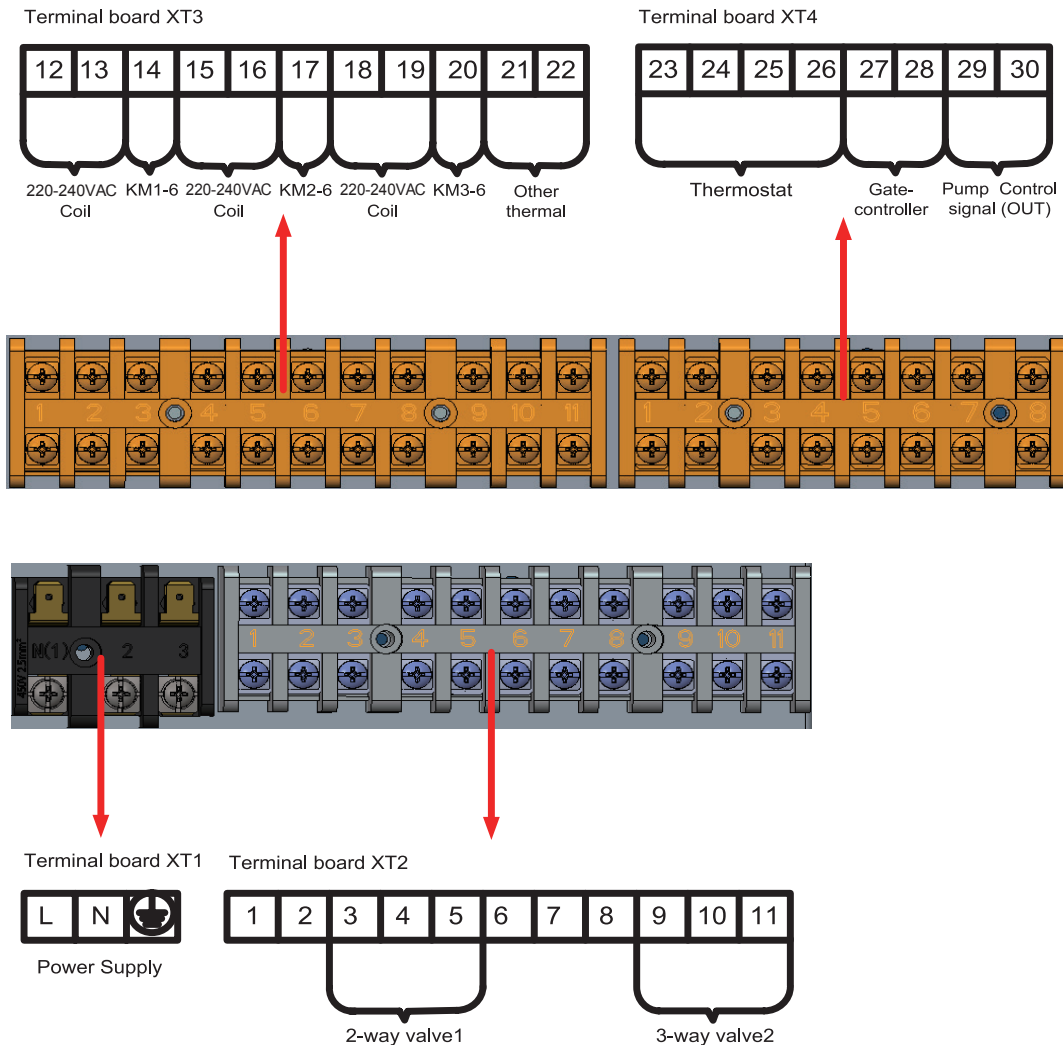 Terminal board XT3
Terminal board XT4
12 13 14 15 16 17 18 19 20 21 22
23 24 25 26 27 28 29 30
220-240VAC Coil
KM1-6
220-240VAC Coil
KM2-6
220-240VAC Coil
KM3-6
Other thermal
Thermostat
Gate-controller
Pump Control signal (OUT)
1 2 3 4 5 6 7 8 9 10 11
1 2 3 4 5 6 7 8
450V 2.5mm²
N(1) 2 3
1 2 3 4 5 6 7 8 9 10 11
Terminal board XT1
Terminal board XT2
L N
1 2 3 4 5 6 7 8 9 10 11
Power Supply
2-way valve1
3-way valve2